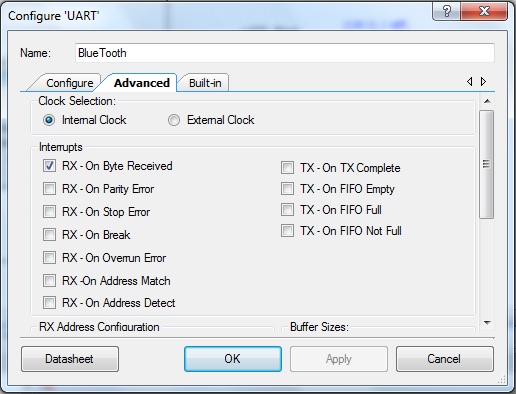 Configure 'UART'
Name:
BlueTooth
Configure
Advanced
Built-in
Clock Selection:
Internal Clock
External Clock
Interrupts
RX - On Byte Received
RX - On Parity Error
RX - On Stop Error
RX - On Break
RX - On Overrun Error
RX -On Address Match
RX - On Address Detect
TX - On TX Complete
TX - On FIFO Empty
TX - On FIFO Full
TX - On FIFO Not Full
RX Address Configuration
Buffer Sizes:
Datasheet
OK
Apply
Cancel